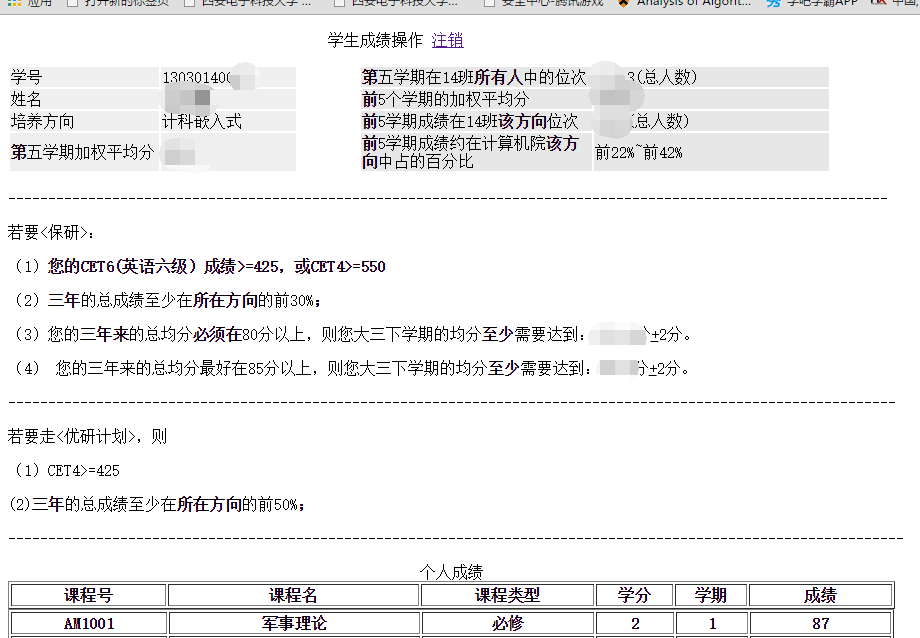 应用 打开新的标签页 西安电子科技大学 ... 西安电子科技大学... 安全中心-腾讯游戏 Analysis of Algorit... 学吧学霸APP 中国,
学生成绩操作 注销
学号 130301400 第五学期在14班所有人中的位次 3(总人数)
姓名 前5个学期的加权平均分
培养方向 计科嵌入式 前5学期成绩在14班该方向位次 (总人数)
第五学期加权平均分 前5学期成绩约在计算机院该方
向中占的百分比 前22%~前42%
若要<保研>：
（1）您的CET6(英语六级）成绩>=425，或CET4>=550
（2）三年的总成绩至少在所在方向的前30%；
（3）您的三年来的总均分必须在80分以上，则您大三下学期的均分至少需要达到： 分±2分。
（4） 您的三年来的总均分最好在85分以上，则您大三下学期的均分至少需要达到： 分±2分。
若要走<优研计划>，则
（1）CET4>=425
(2)三年的总成绩至少在所在方向的前50%；
个人成绩
课程号 课程名 课程类型 学分 学期 成绩
AM1001 军事理论 必修 2 1 87